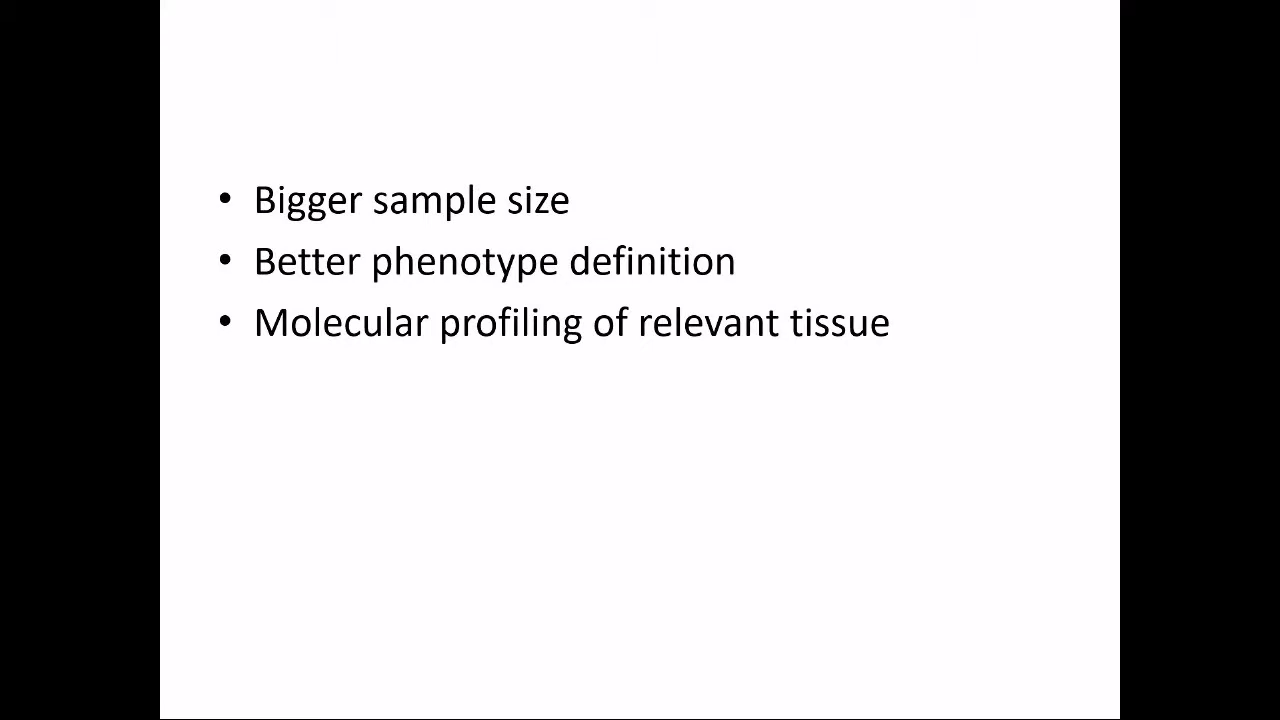 • Bigger sample size
• Better phenotype definition
• Molecular profiling of relevant tissue